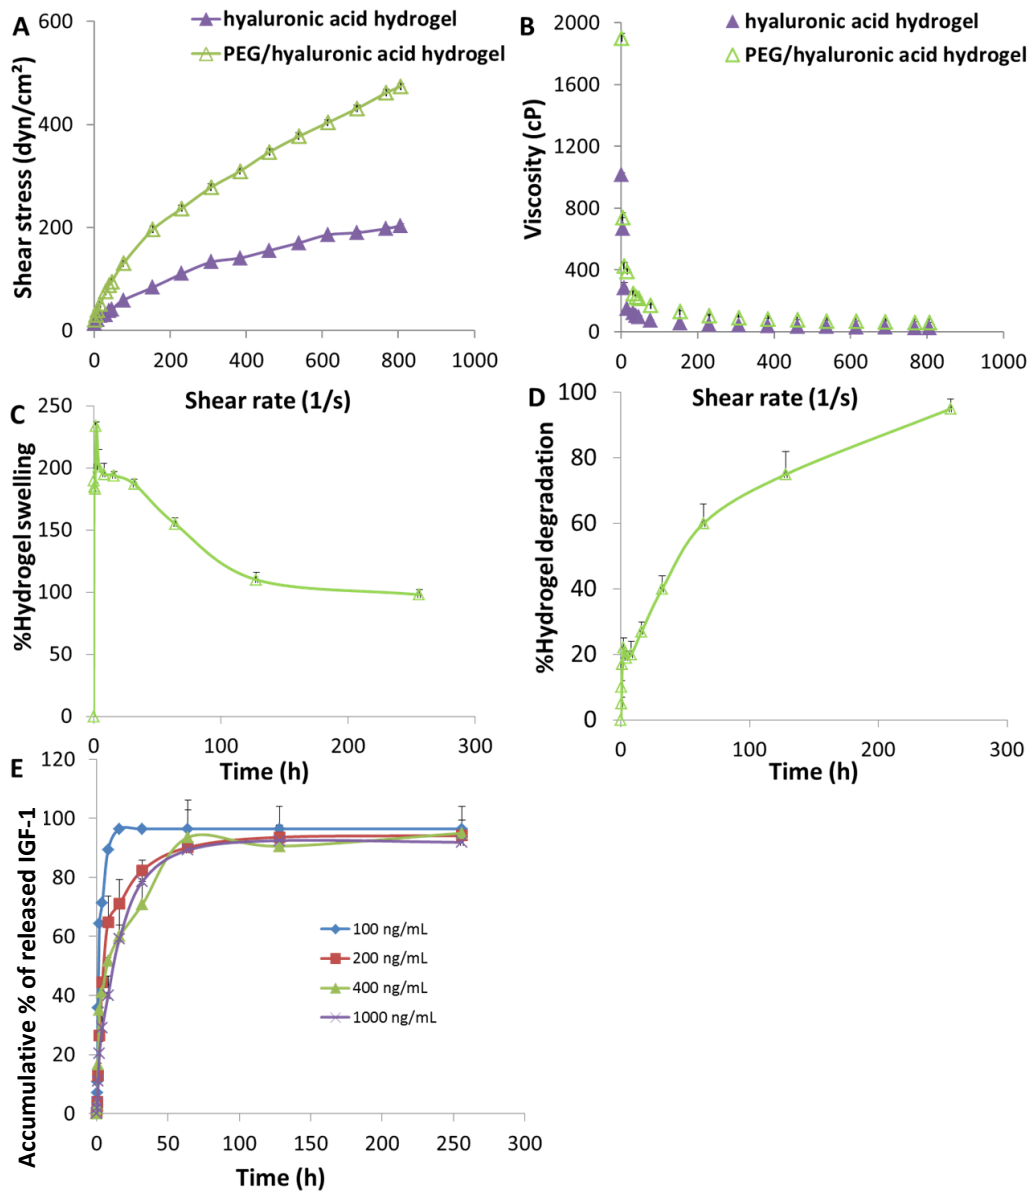 A
hyaluronic acid hydrogel
PEG/hyaluronic acid hydrogel
Shear stress (dyn/cm²)
600
400
200
0
0 200 400 600 800 1000
Shear rate (1/s)
B
hyaluronic acid hydrogel
PEG/hyaluronic acid hydrogel
Viscosity (cP)
2000
1600
1200
800
400
0
0 200 400 600 800 1000
Shear rate (1/s)
C
%Hydrogel swelling
250
200
150
100
50
0
0 100 200 300
Time (h)
D
%Hydrogel degradation
100
80
60
40
20
0
0 100 200 300
Time (h)
E
Accumulative % of released IGF-1
120
100
80
60
40
20
0
100 ng/mL
200 ng/mL
400 ng/mL
1000 ng/mL
0 50 100 150 200 250 300
Time (h)